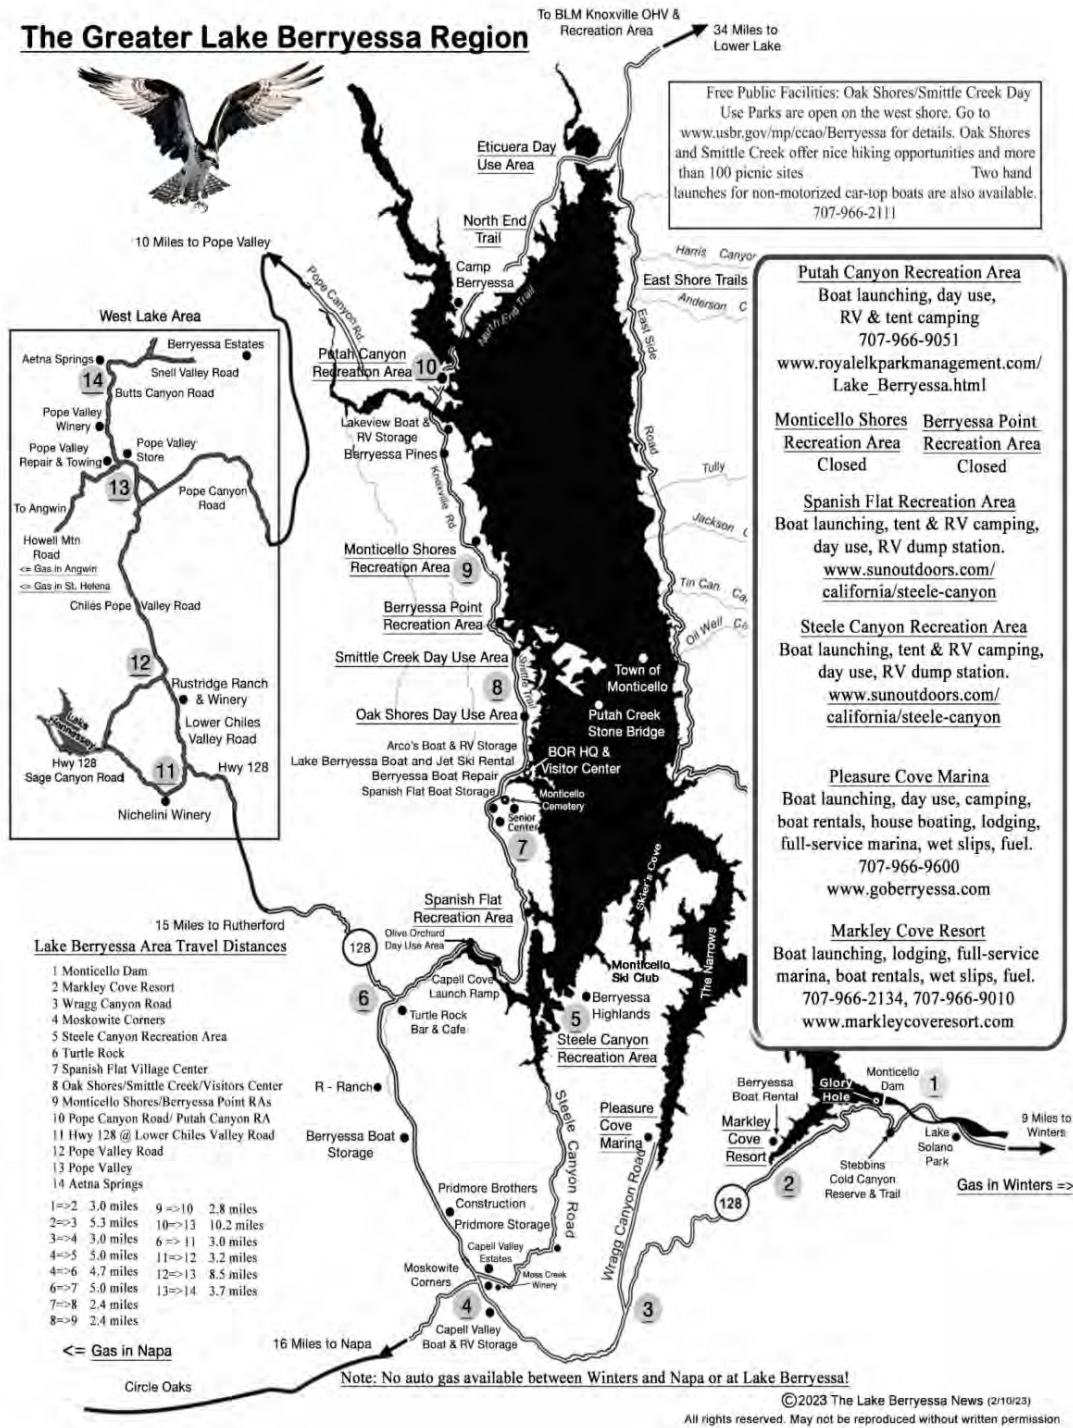 The Greater Lake Berryessa Region
To BLM Knoxville OHV &
Recreation Area
34 Miles to
Lower Lake
Free Public Facilities: Oak Shores/Smittle Creek Day
Use Parks are open on the west shore. Go to
www.usbr.gov/mp/ccao/Berryessa for details. Oak Shores
and Smittle Creek offer nice hiking opportunities and more
than 100 picnic sites Two hand
launches for non-motorized car-top boats are also available.
707-966-2111
Eticuera Day
Use Area
North End
Trail
Camp
Berryessa
North End Trail
10 Miles to Pope Valley
Pope Canyon Rd.
Harris Canyon
East Shore Trails
Anderson C
East Side
Road
Tully
Jackson C
Tin Can Ca
Oil Well Ca
Putah Canyon
Recreation Area
10
Lakeview Boat &
RV Storage
Berryessa Pines
Knoxville Rd
Monticello Shores
Recreation Area
9
Berryessa Point
Recreation Area
Smittle Creek Day Use Area
Smittle Trail
8
Oak Shores Day Use Area
Town of
Monticello
Putah Creek
Stone Bridge
Arco's Boat & RV Storage
Lake Berryessa Boat and Jet Ski Rental
Berryessa Boat Repair
Spanish Flat Boat Storage
BOR HQ &
Visitor Center
Monticello
Cemetery
Senior
Center
7
Spanish Flat
Recreation Area
Olive Orchard
Day Use Area
Capell Cove
Launch Ramp
Skier's Cove
The Narrows
Monticello
Ski Club
Berryessa
Highlands
5
Steele Canyon
Recreation Area
West Lake Area
Aetna Springs
14
Berryessa Estates
Snell Valley Road
Butts Canyon Road
Pope Valley
Winery
Pope Valley
Repair & Towing
Pope Valley
Store
13
Pope Canyon
Road
To Angwin
Howell Mtn
Road
<= Gas in Angwin
<= Gas in St. Helena
Chiles Pope Valley Road
12
Rustridge Ranch
& Winery
Lower Chiles
Valley Road
Lake
Hennessey
Hwy 128
Sage Canyon Road
11
Hwy 128
Nichelini Winery
Putah Canyon Recreation Area
Boat launching, day use,
RV & tent camping
707-966-9051
www.royalelkparkmanagement.com/
Lake_Berryessa.html
Monticello Shores
Recreation Area
Closed
Berryessa Point
Recreation Area
Closed
Spanish Flat Recreation Area
Boat launching, tent & RV camping,
day use, RV dump station.
www.sunoutdoors.com/
california/steele-canyon
Steele Canyon Recreation Area
Boat launching, tent & RV camping,
day use, RV dump station.
www.sunoutdoors.com/
california/steele-canyon
Pleasure Cove Marina
Boat launching, day use, camping,
boat rentals, house boating, lodging,
full-service marina, wet slips, fuel.
707-966-9600
www.goberryessa.com
Markley Cove Resort
Boat launching, lodging, full-service
marina, boat rentals, wet slips, fuel.
707-966-2134, 707-966-9010
www.markleycoveresort.com
15 Miles to Rutherford
128
6
Turtle Rock
Bar & Cafe
R - Ranch
Berryessa Boat
Storage
Steele Canyon Road
Pleasure
Cove
Marina
Wragg Canyon Road
Pridmore Brothers
Construction
Pridmore Storage
Capell Valley
Estates
Moss Creek
Winery
Moskowite
Corners
4
Capell Valley
Boat & RV Storage
3
128
2
Berryessa
Boat Rental
Markley
Cove
Resort
Glory
Hole
Monticello
Dam
1
Lake
Solano
Park
Stebbins
Cold Canyon
Reserve & Trail
9 Miles to
Winters
Gas in Winters =>
Lake Berryessa Area Travel Distances
1 Monticello Dam
2 Markley Cove Resort
3 Wragg Canyon Road
4 Moskowite Corners
5 Steele Canyon Recreation Area
6 Turtle Rock
7 Spanish Flat Village Center
8 Oak Shores/Smittle Creek/Visitors Center
9 Monticello Shores/Berryessa Point RAs
10 Pope Canyon Road/ Putah Canyon RA
11 Hwy 128 @ Lower Chiles Valley Road
12 Pope Valley Road
13 Pope Valley
14 Aetna Springs
1=>2 3.0 miles
2=>3 5.3 miles
3=>4 3.0 miles
4=>5 5.0 miles
4=>6 4.7 miles
6=>7 5.0 miles
7=>8 2.4 miles
8=>9 2.4 miles
9 =>10 2.8 miles
10=>13 10.2 miles
6 => 11 3.0 miles
11=>12 3.2 miles
12=>13 8.5 miles
13=>14 3.7 miles
<= Gas in Napa
16 Miles to Napa
Circle Oaks
Note: No auto gas available between Winters and Napa or at Lake Berryessa!
©2023 The Lake Berryessa News (2/10/23)
All rights reserved. May not be reproduced without written permission